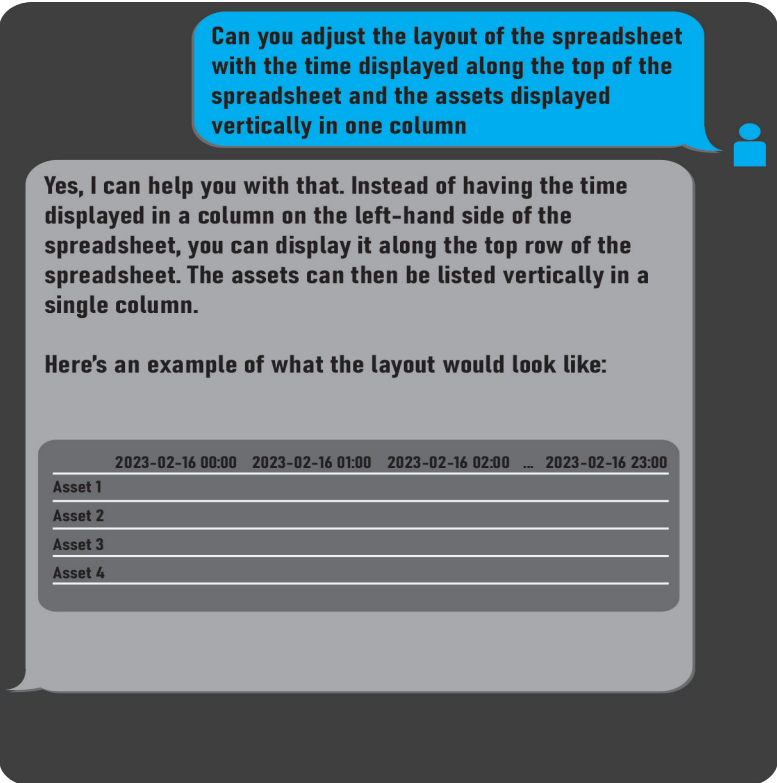 Can you adjust the layout of the spreadsheet
with the time displayed along the top of the
spreadsheet and the assets displayed
vertically in one column
Yes, I can help you with that. Instead of having the time
displayed in a column on the left-hand side of the
spreadsheet, you can display it along the top row of the
spreadsheet. The assets can then be listed vertically in a
single column.
Here's an example of what the layout would look like:
2023-02-16 00:00 2023-02-16 01:00 2023-02-16 02:00 ... 2023-02-16 23:00
Asset 1
Asset 2
Asset 3
Asset 4